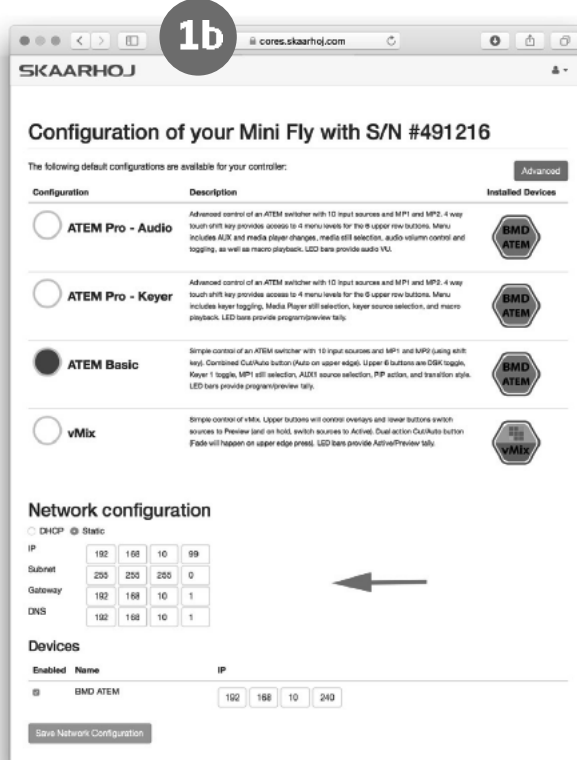 1b
cores.skaarhoj.com
SKAARHOJ
Configuration of your Mini Fly with S/N #491216
The following default configurations are available for your controller:
Advanced
Configuration Description Installed Devices
ATEM Pro - Audio
Advanced control of an ATEM switcher with 10 input sources and MP1 and MP2. 4 way
touch shift key provides access to 4 menu levels for the 6 upper row buttons. Menu
includes AUX and media player changes, media still selection, audio volumn control and
toggling, as well as macro playback. LED bars provide audio VU.
BMD
ATEM
ATEM Pro - Keyer
Advanced control of an ATEM switcher with 10 input sources and MP1 and MP2. 4 way
touch shift key provides access to 4 menu levels for the 6 upper row buttons. Menu
includes keyer toggling, Media Player still selection, keyer source selection, and macro
playback. LED bars provide program/preview tally.
BMD
ATEM
ATEM Basic
Simple control of an ATEM switcher with 10 input sources and MP1 and MP2 (using shift
key). Combined Cut/Auto button (Auto on upper edge). Upper 6 buttons are DSK toggle,
Keyer 1 toggle, MP1 still selection, AUX1 source selection, PIP action, and transition style.
LED bars provide program/preview tally.
BMD
ATEM
vMix
Simple control of vMix. Upper buttons will control overlays and lower buttons switch
sources to Preview (and on hold, switch sources to Active). Dual action Cut/Auto button
(Fade will happen on upper edge press). LED bars provide Active/Preview tally.
vMix
Network configuration
DHCP Static
IP 192 168 10 99
Subnet 255 255 255 0
Gateway 192 168 10 1
DNS 192 168 10 1
Devices
Enabled Name IP
BMD ATEM 192 168 10 240
Save Network Configuration